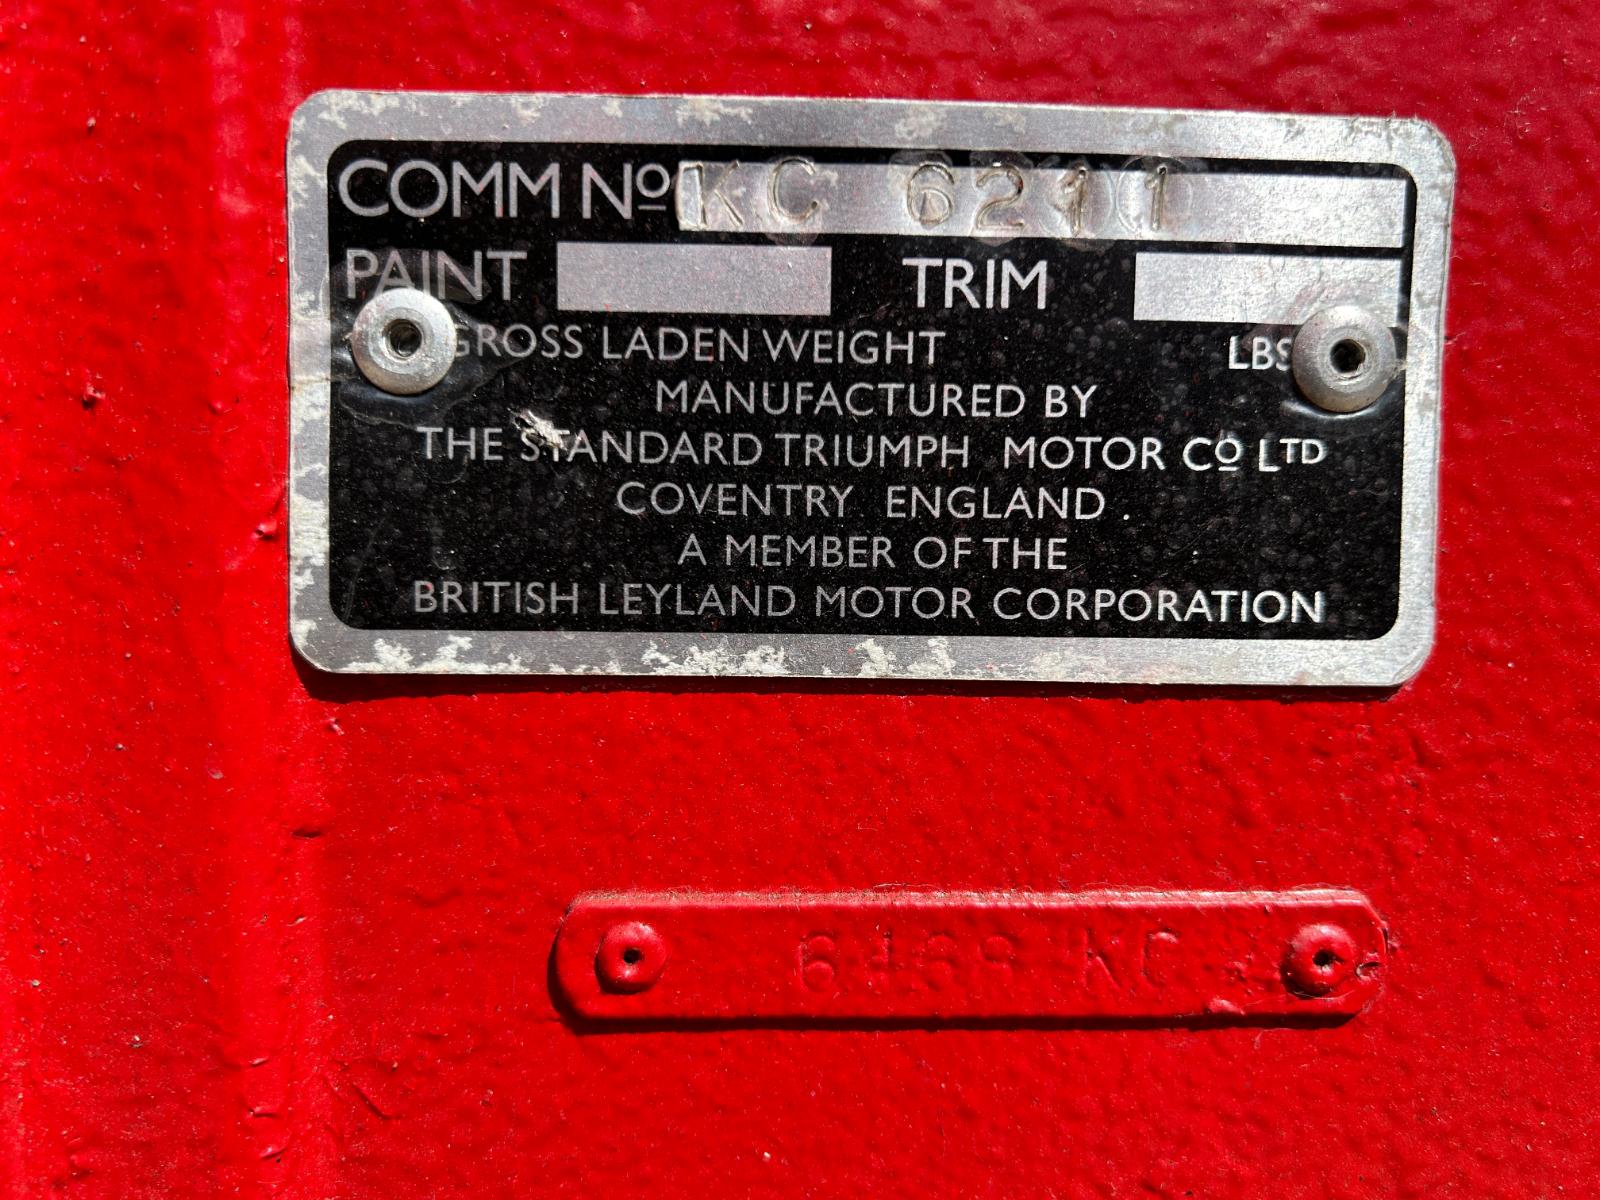 COMM Nº KC 6211
PAINT TRIM
GROSS LADEN WEIGHT LBS
MANUFACTURED BY
THE STANDARD TRIUMPH MOTOR Cº LTD
COVENTRY ENGLAND .
A MEMBER OF THE
BRITISH LEYLAND MOTOR CORPORATION
KC